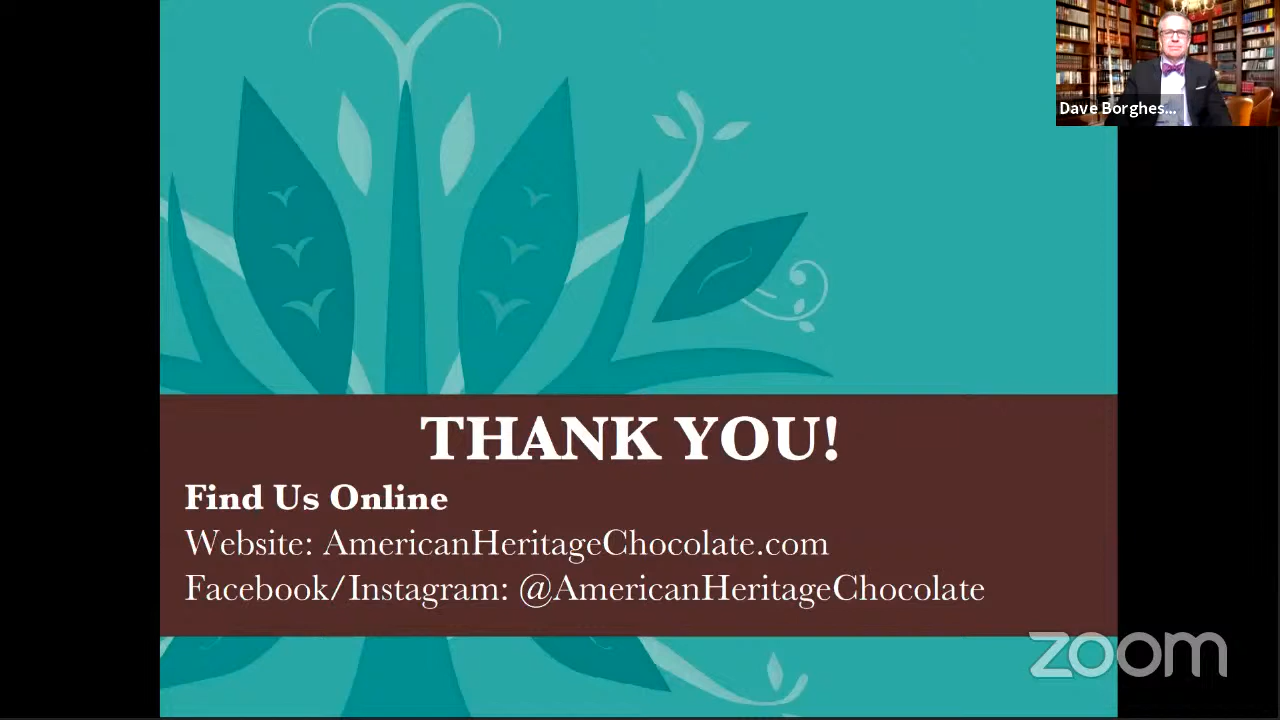 Dave Borghes...
THANK YOU!
Find Us Online
Website: AmericanHeritageChocolate.com
Facebook/Instagram: @AmericanHeritageChocolate
zoom